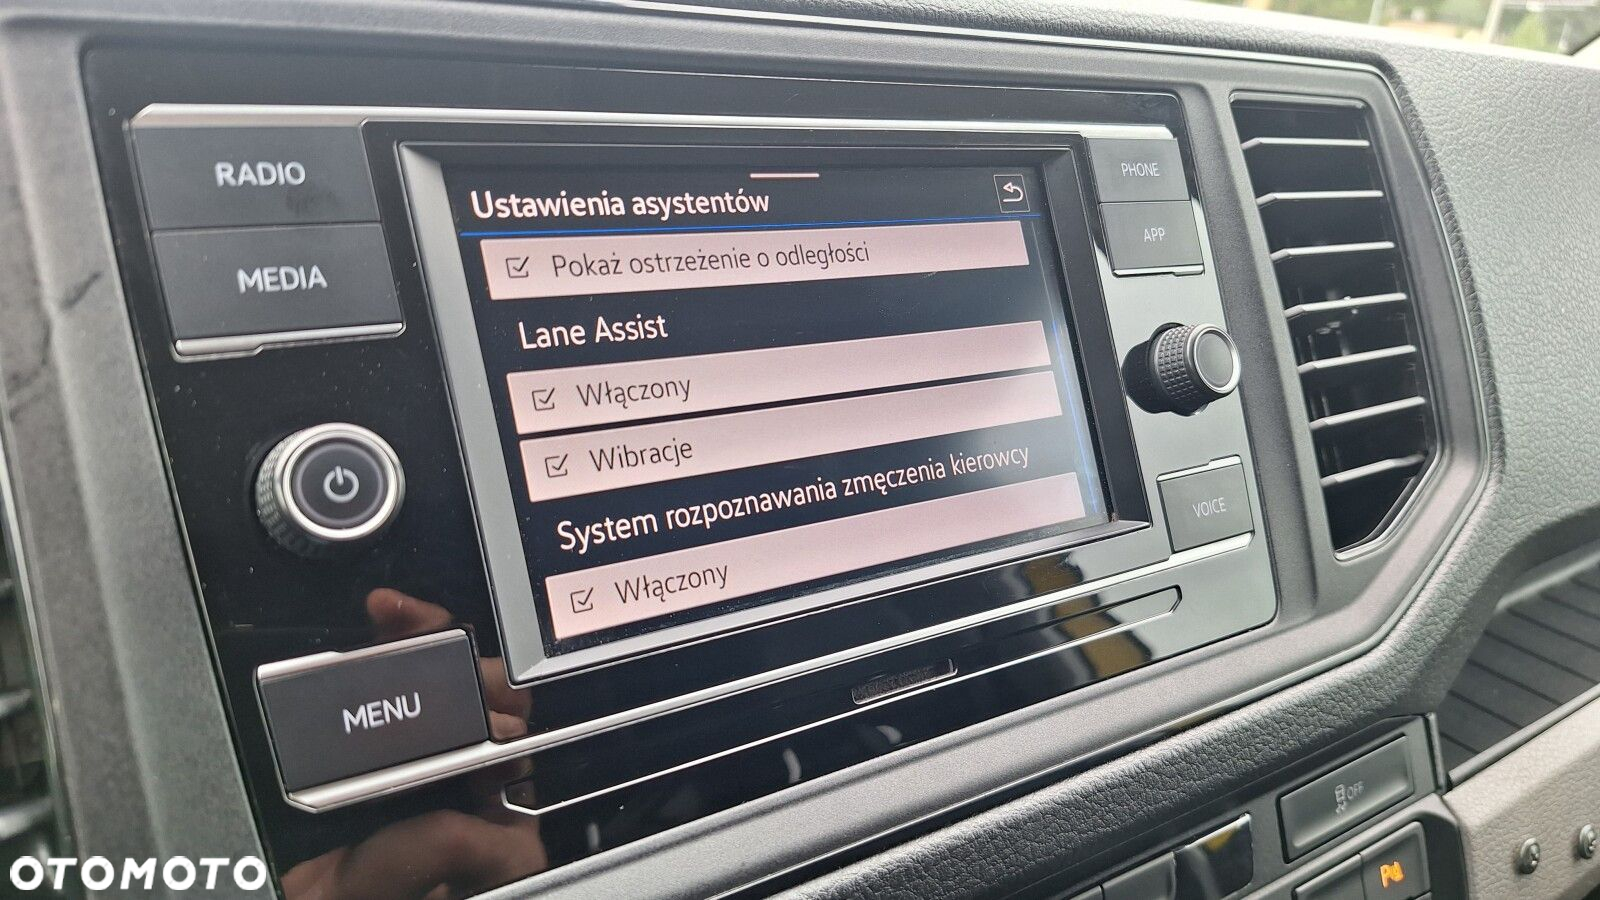 RADIO
MEDIA
MENU
Ustawienia asystentów
Pokaż ostrzeżenie o odległości
Lane Assist
Włączony
Wibracje
System rozpoznawania zmęczenia kierowcy
Włączony
PHONE
APP
VOICE
OFF
OTOMOTO